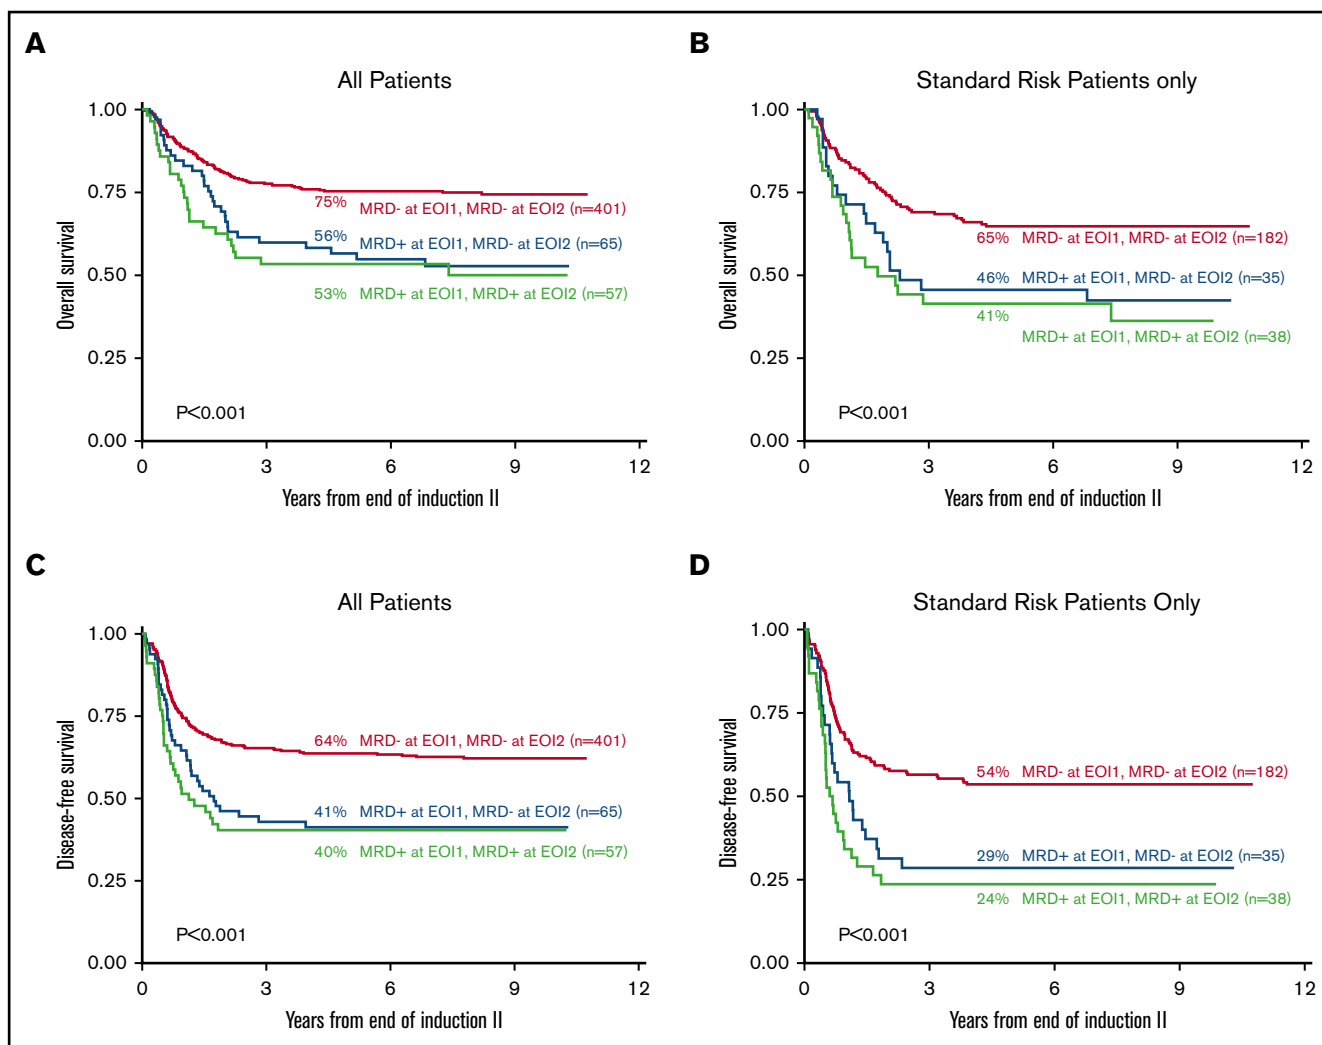 A
All Patients
Overall survival
1.00
0.75
0.50
0.25
0.00
75% MRD- at EOI1, MRD- at EOI2 (n=401)
56% MRD+ at EOI1, MRD- at EOI2 (n=65)
53% MRD+ at EOI1, MRD+ at EOI2 (n=57)
P<0.001
0 3 6 9 12
Years from end of induction II
B
Standard Risk Patients only
Overall survival
1.00
0.75
0.50
0.25
0.00
65% MRD- at EOI1, MRD- at EOI2 (n=182)
46% MRD+ at EOI1, MRD- at EOI2 (n=35)
41%
MRD+ at EOI1, MRD+ at EOI2 (n=38)
P<0.001
0 3 6 9 12
Years from end of induction II
C
All Patients
Disease-free survival
1.00
0.75
0.50
0.25
0.00
64% MRD- at EOI1, MRD- at EOI2 (n=401)
41% MRD+ at EOI1, MRD- at EOI2 (n=65)
40% MRD+ at EOI1, MRD+ at EOI2 (n=57)
P<0.001
0 3 6 9 12
Years from end of induction II
D
Standard Risk Patients Only
Disease-free survival
1.00
0.75
0.50
0.25
0.00
54% MRD- at EOI1, MRD- at EOI2 (n=182)
29% MRD+ at EOI1, MRD- at EOI2 (n=35)
24% MRD+ at EOI1, MRD+ at EOI2 (n=38)
P<0.001
0 3 6 9 12
Years from end of induction II